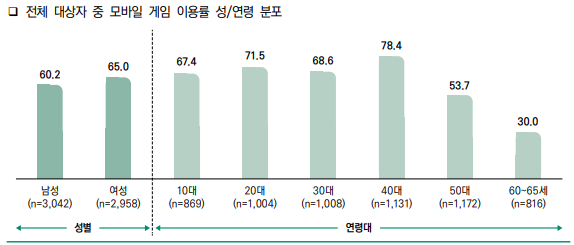 ❑ 전체 대상자 중 모바일 게임 이용률 성/연령 분포
60.2 65.0 67.4 71.5 68.6 78.4 53.7 30.0
남성 여성 10대 20대 30대 40대 50대 60~65세
(n=3,042) (n=2,958) (n=869) (n=1,004) (n=1,008) (n=1,131) (n=1,172) (n=816)
성별 연령대